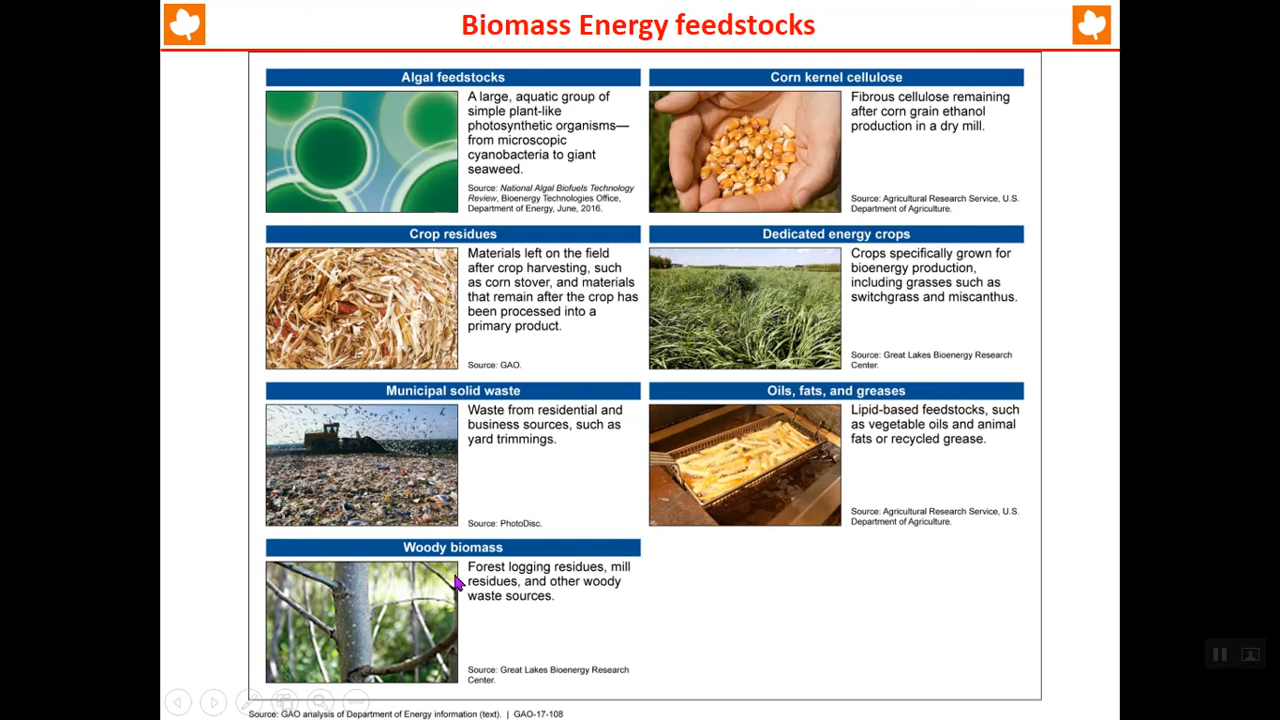 Biomass Energy feedstocks
Algal feedstocks
A large, aquatic group of
simple plant-like
photosynthetic organisms—
from microscopic
cyanobacteria to giant
seaweed.
Source: National Algal Biofuels Technology
Review, Bioenergy Technologies Office,
Department of Energy, June, 2016.
Corn kernel cellulose
Fibrous cellulose remaining
after corn grain ethanol
production in a dry mill.
Source: Agricultural Research Service, U.S.
Department of Agriculture.
Crop residues
Materials left on the field
after crop harvesting, such
as corn stover, and materials
that remain after the crop has
been processed into a
primary product.
Source: GAO.
Dedicated energy crops
Crops specifically grown for
bioenergy production,
including grasses such as
switchgrass and miscanthus.
Source: Great Lakes Bioenergy Research
Center.
Municipal solid waste
Waste from residential and
business sources, such as
yard trimmings.
Source: PhotoDisc.
Oils, fats, and greases
Lipid-based feedstocks, such
as vegetable oils and animal
fats or recycled grease.
Source: Agricultural Research Service, U.S.
Department of Agriculture.
Woody biomass
Forest logging residues, mill
residues, and other woody
waste sources.
Source: Great Lakes Bioenergy Research
Center.
Source: GAO analysis of Department of Energy information (text). | GAO-17-108